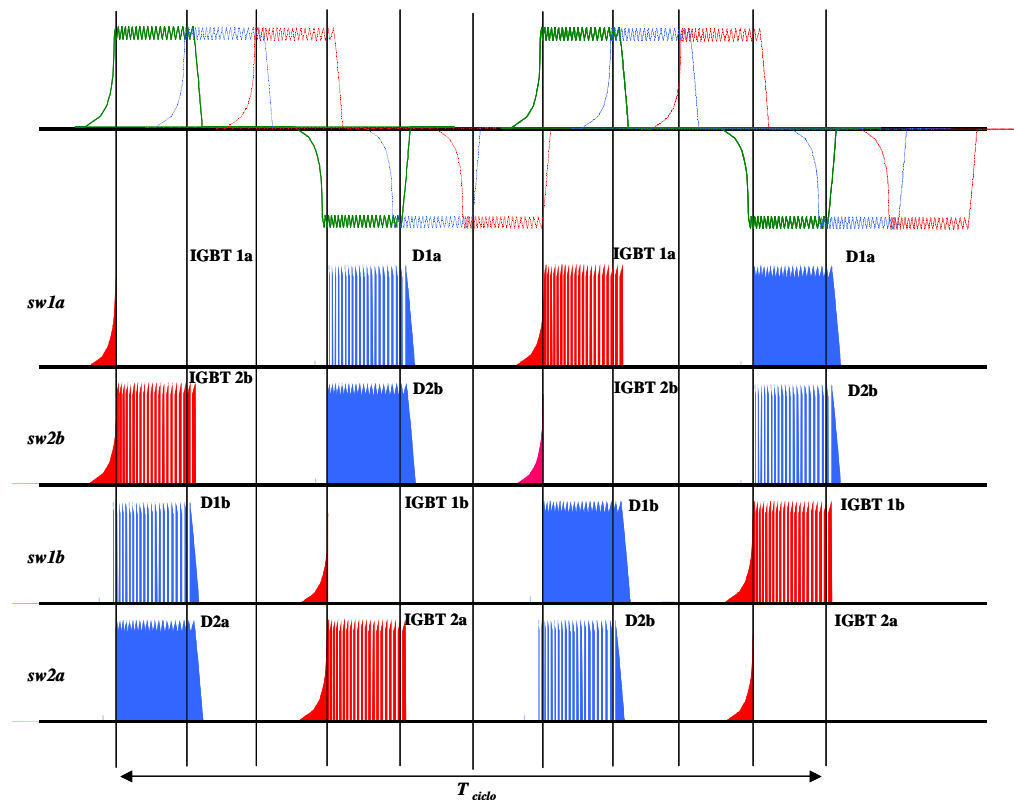 IGBT 1a D1a IGBT 1a D1a
sw1a
IGBT 2b D2b IGBT 2b D2b
sw2b
D1b IGBT 1b D1b IGBT 1b
sw1b
D2a IGBT 2a D2b IGBT 2a
sw2a
T ciclo